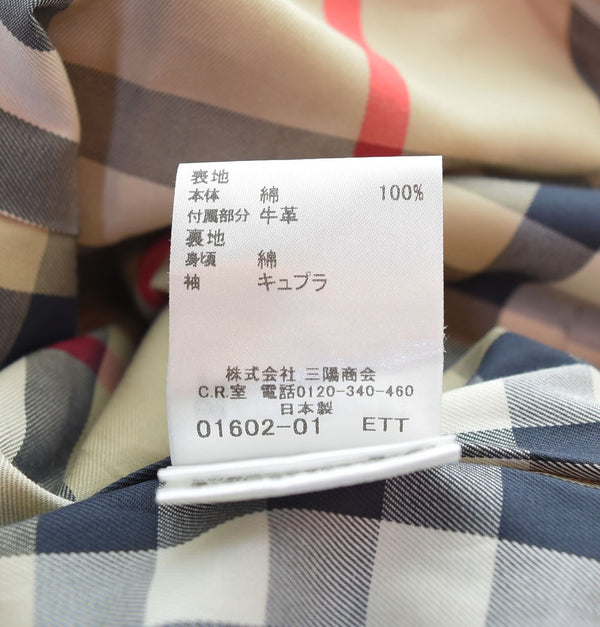 表地
本体 綿 100%
付属部分 牛革
裏地
身頃 綿
袖 キュプラ
株式会社 三陽商会
C.R.室 電話0120-340-460
日本製
01602-01 ETT